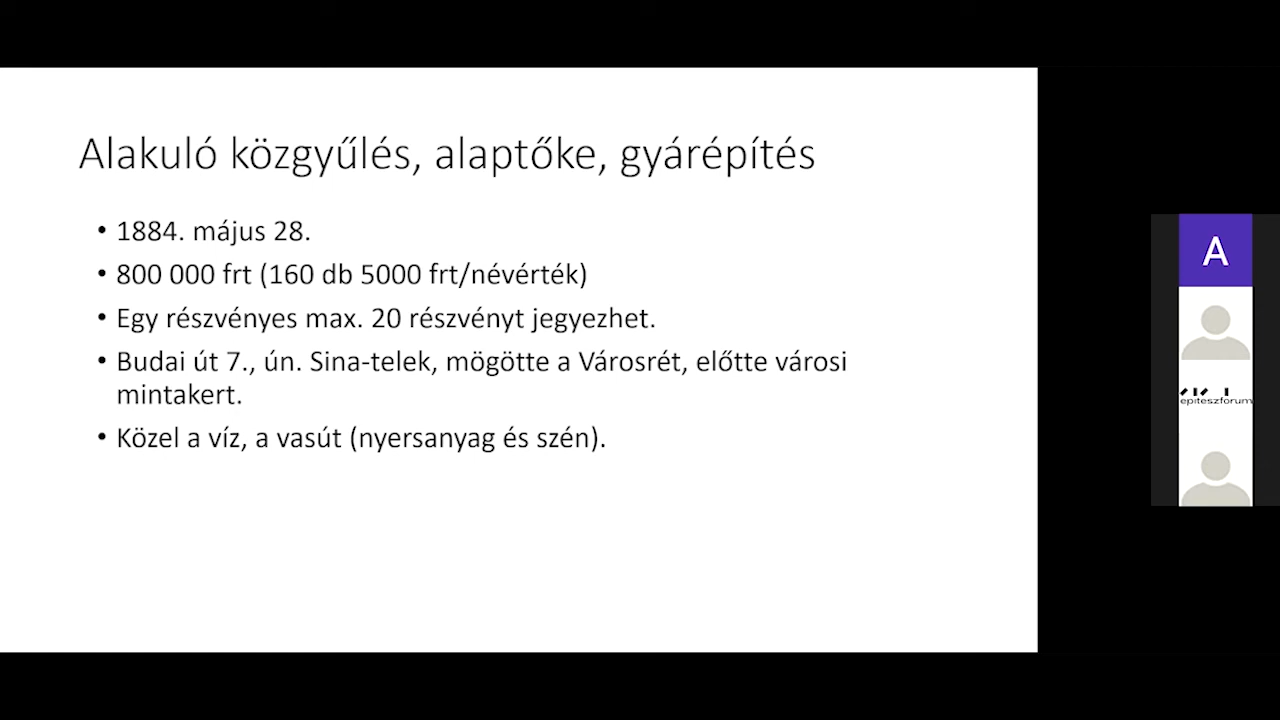 Alakuló közgyűlés, alaptőke, gyárépítés
• 1884. május 28.
• 800 000 frt (160 db 5000 frt/névérték)
• Egy részvényes max. 20 részvényt jegyezhet.
• Budai út 7., ún. Sina-telek, mögötte a Városrét, előtte városi
mintakert.
• Közel a víz, a vasút (nyersanyag és szén).
A
epiteszforum